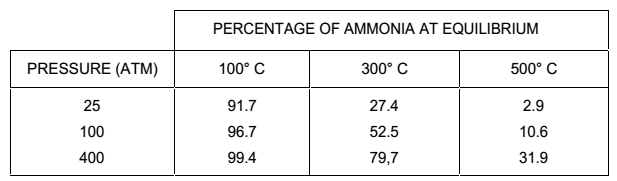 PERCENTAGE OF AMMONIA AT EQUILIBRIUM
PRESSURE (ATM) 100° C 300° C 500° C
25 91.7 27.4 2.9
100 96.7 52.5 10.6
400 99.4 79,7 31.9